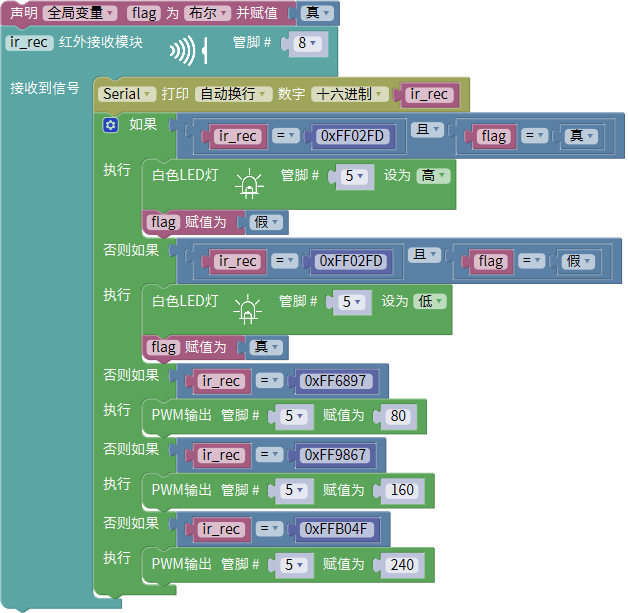 声明 全局变量 flag 为 布尔 并赋值 真
ir_rec 红外接收模块 管脚 # 8
接收到信号 Serial 打印 自动换行 数字 十六进制 ir_rec
如果 ir_rec = 0xFF02FD 且 flag = 真
执行 白色LED灯 管脚 # 5 设为 高
flag 赋值为 假
否则如果 ir_rec = 0xFF02FD 且 flag = 假
执行 白色LED灯 管脚 # 5 设为 低
flag 赋值为 真
否则如果 ir_rec = 0xFF6897
执行 PWM输出 管脚 # 5 赋值为 80
否则如果 ir_rec = 0xFF9867
执行 PWM输出 管脚 # 5 赋值为 160
否则如果 ir_rec = 0xFFB04F
执行 PWM输出 管脚 # 5 赋值为 240